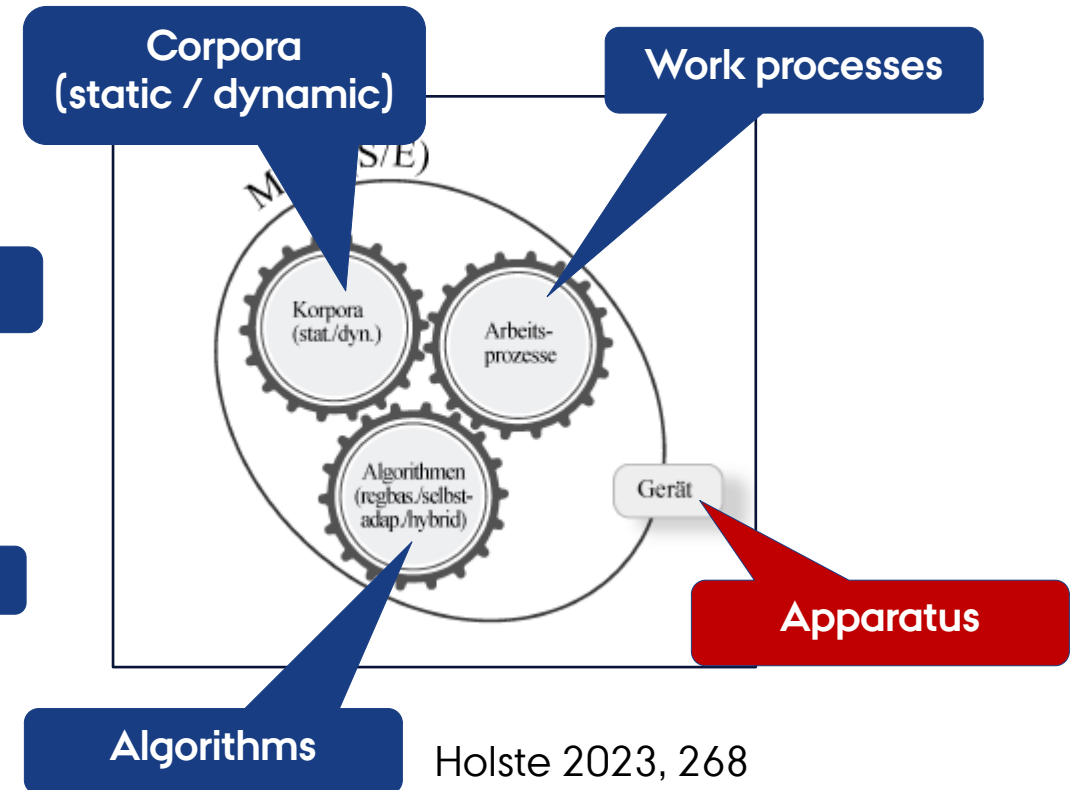 Corpora
(static / dynamic)
Work processes
S/E)
Korpora
(stat./dyn.)
Arbeits-
prozesse
Algorithmen
(regbas./selbst-
adap./hybrid)
Gerät
Apparatus
Algorithms
Holste 2023, 268